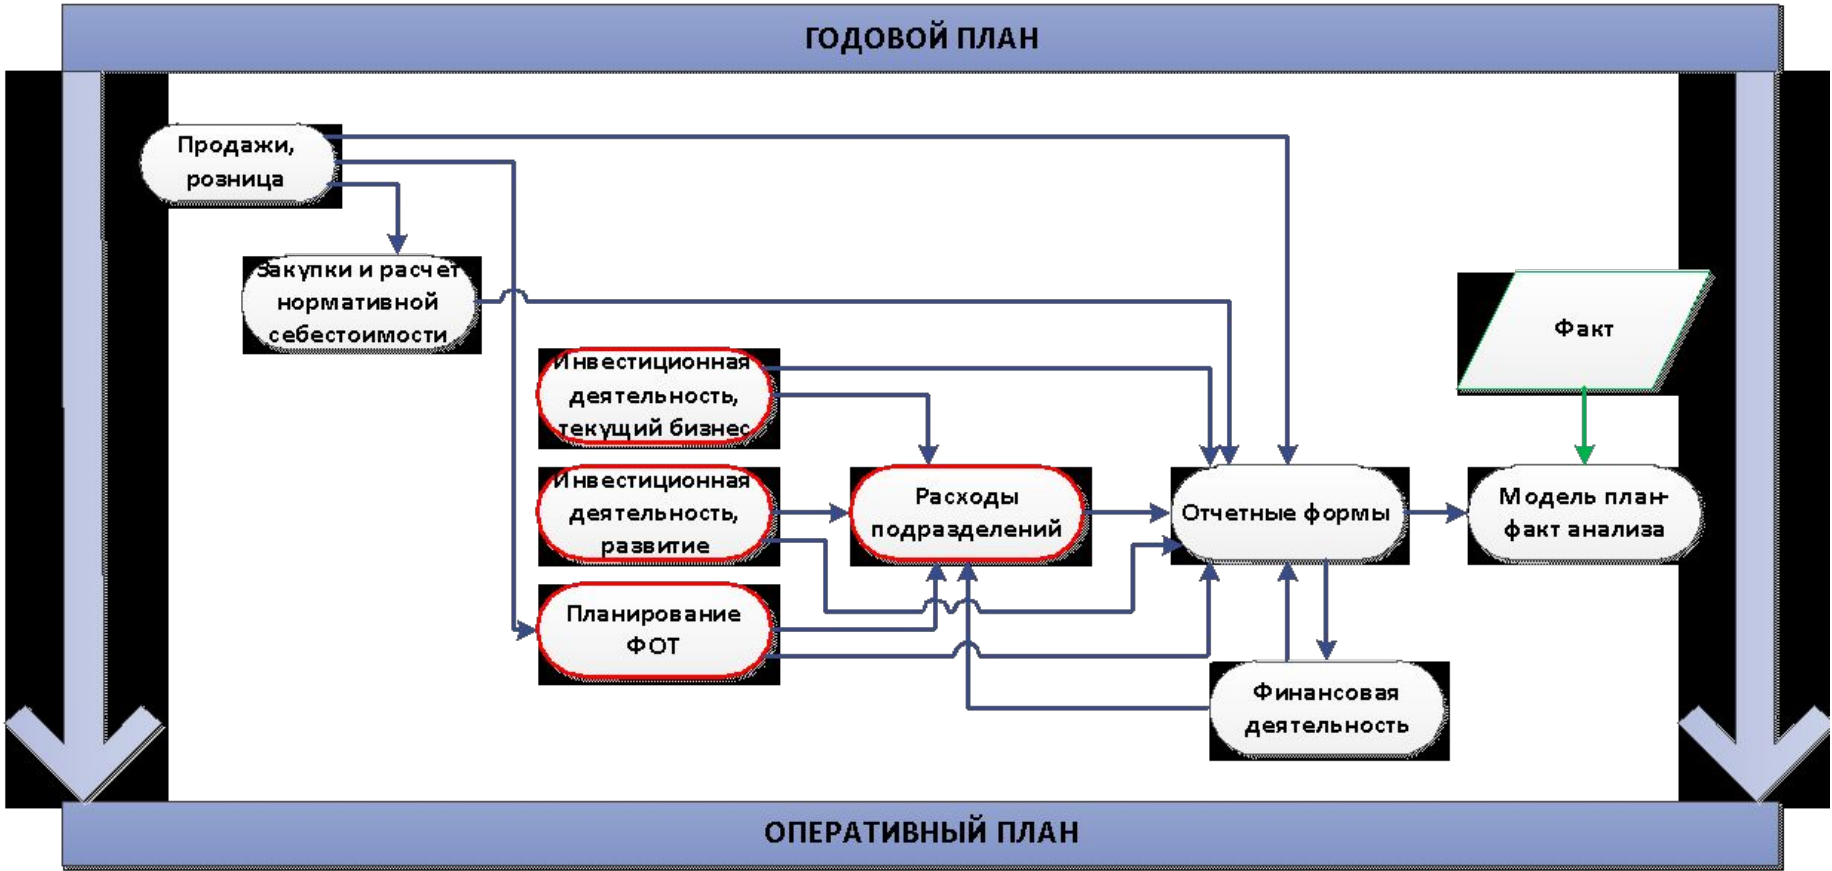 ГОДОВОЙ ПЛАН
Продажи,
розница
Закупки и расчет
нормативной
себестоимости
Инвестиционная
деятельность,
текущий бизнес
Факт
Инвестиционная
деятельность,
развитие
Расходы
подразделений
Отчетные формы
Модель план-
факт анализа
Планирование
ФОТ
Финансовая
деятельность
ОПЕРАТИВНЫЙ ПЛАН